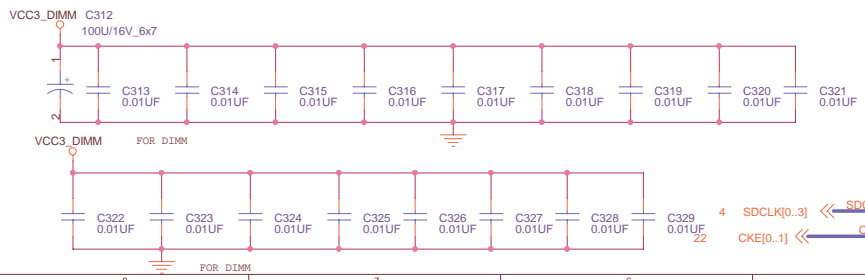 VCC3_DIMM C312
100U/16V_6x7
1
+
2
C313 C314 C315 C316 C317 C318 C319 C320 C321
0.01UF 0.01UF 0.01UF 0.01UF 0.01UF 0.01UF 0.01UF 0.01UF 0.01UF
VCC3_DIMM FOR DIMM
C322 C323 C324 C325 C326 C327 C328 C329
0.01UF 0.01UF 0.01UF 0.01UF 0.01UF 0.01UF 0.01UF 0.01UF
4 SDCLK[0..3]
22 CKE[0..1]
FOR DIMM